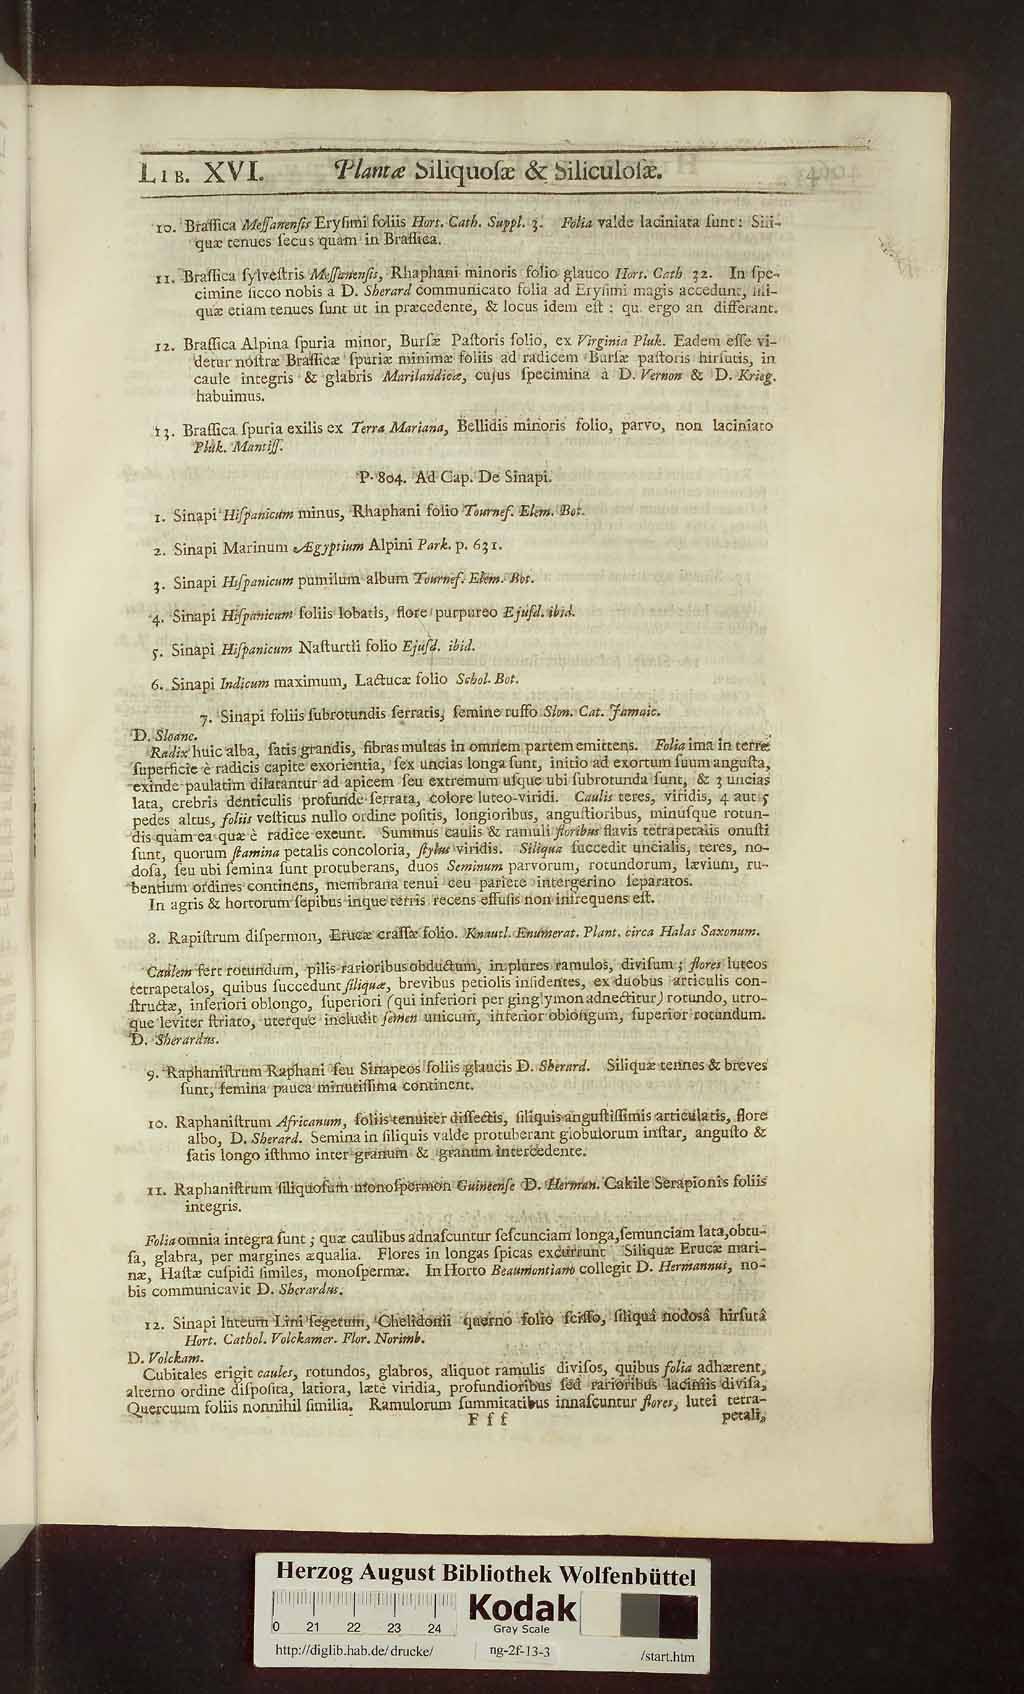 LIB. XVI. Plantæ Siliquoſæ & Siliculoſæ.
10. Braſſica Meſſanenſis Eryſimi foliis Hort. Cath. Suppl. 3. Folia valde laciniata ſunt: Sili-
quæ tenues ſecus quam in Braſſica.
11. Braſſica ſylveſtris Meſſanenſis, Rhaphani minoris folio glauco Hort. Cath 32. In ſpe-
cimine ſicco nobis à D. Sherard communicato folia ad Eryſimi magis accedunt, ſili-
quæ etiam tenues ſunt ut in præcedente, & locus idem eſt: qu. ergo an differant.
12. Braſſica Alpina ſpuria minor, Burſæ Paſtoris folio, ex Virginia Pluk. Eadem eſſe vi-
detur noſtræ Braſſicæ ſpuriæ minimæ foliis ad radicem Burſæ paſtoris hirſutis, in
caule integris & glabris Marilandicæ, cujus ſpecimina à D. Vernon & D. Krieg.
habuimus.
13. Braſſica ſpuria exilis ex Terra Mariana, Bellidis minoris folio, parvo, non laciniato
Pluk. Mantiſſ.
P. 804. Ad Cap. De Sinapi.
1. Sinapi Hiſpanicum minus, Rhaphani folio Tournef. Elem. Bot.
2. Sinapi Marinum Ægyptium Alpini Park. p. 631.
3. Sinapi Hiſpanicum pumilum album Tournef. Elem. Bot.
4. Sinapi Hiſpanicum foliis lobatis, flore purpureo Ejuſd. ibid.
5. Sinapi Hiſpanicum Naſturtii folio Ejuſd. ibid.
6. Sinapi Indicum maximum, Lactucæ folio Schol. Bot.
7. Sinapi foliis ſubrotundis ſerratis, ſemine ruffo Slon. Cat. Jamaic.
D. Sloane.
Radix huic alba, ſatis grandis, fibras multas in omnem partem emittens. Folia ima in terræ
ſuperficie è radicis capite exorientia, ſex uncias longa ſunt, initio ad exortum ſuum anguſta,
exinde paulatim dilatantur ad apicem ſeu extremum uſque ubi ſubrotunda ſunt, & 3 uncias
lata, crebris denticulis profunde ſerrata, colore luteo-viridi. Caulis teres, viridis, 4 aut 5
pedes altus, foliis veſtitus nullo ordine poſitis, longioribus, anguſtioribus, minuſque rotun-
dis quàm ea quæ è radice exeunt. Summus caulis & ramuli floribus flavis tetrapetalis onuſti
ſunt, quorum ſtamina petalis concoloria, ſtylus viridis. Siliqua ſuccedit uncialis, teres, no-
doſa, ſeu ubi ſemina ſunt protuberans, duos Seminum parvorum, rotundorum, lævium, ru-
bentium ordines continens, membrana tenui ceu pariete intergerino ſeparatos.
In agris & hortorum ſepibus inque terris recens effuſis non infrequens eſt.
8. Rapiſtrum diſpermon, Erucæ craſſæ folio. Knautl. Enumerat. Plant. circa Halas Saxonum.
Caulem fert rotundum, pilis rarioribus obductum, in plures ramulos, diviſum; flores luteos
tetrapetalos, quibus ſuccedunt ſiliquæ, brevibus petiolis inſidentes, ex duobus articulis con-
ſtructæ, inferiori oblongo, ſuperiori (qui inferiori per ginglymon adnectitur) rotundo, utro-
que leviter ſtriato, uterque includit ſemen unicum, inferior oblongum, ſuperior rotundum.
D. Sherardus.
9. Raphaniſtrum Raphani ſeu Sinapeos foliis glaucis D. Sherard. Siliquæ tenues & breves
ſunt, ſemina pauca minutiſſima continent.
10. Raphaniſtrum Africanum, foliis tenuiter diſſectis, ſiliquis anguſtiſſimis articulatis, flore
albo, D. Sherard. Semina in ſiliquis valde protuberant globulorum inſtar, anguſto &
ſatis longo iſthmo inter granum & granum intercedente.
11. Raphaniſtrum ſiliquoſum monoſpermon Guineenſe D. Herman. Cakile Serapionis foliis
integris.
Folia omnia integra ſunt; quæ caulibus adnaſcuntur ſeſcunciam longa, ſemunciam lata, obtu-
ſa, glabra, per margines æqualia. Flores in longas ſpicas excurrunt Siliquæ Erucæ mari-
næ, Haſtæ cuſpidi ſimiles, monoſpermæ. In Horto Beaumontiano collegit D. Hermannus, no-
bis communicavit D. Sherardus.
12. Sinapi luteum Lini ſegetum, Chelidonii querno folio ſciſſo, ſiliquâ nodosâ hirſutâ
Hort. Cathol. Volckamer. Flor. Norimb.
D. Volckam.
Cubitales erigit caules, rotundos, glabros, aliquot ramulis diviſos, quibus folia adhærent,
alterno ordine diſpoſita, latiora, læte viridia, profundioribus ſed rarioribus laciniis diviſa,
Quercuum foliis nonnihil ſimilia. Ramulorum ſummitatibus innaſcuntur flores, lutei tetra-
F f f petali,
Herzog August Bibliothek Wolfenbüttel
Kodak
0 21 22 23 24 Gray Scale
http://diglib.hab.de/drucke/ ng-2f-13-3 /start.htm